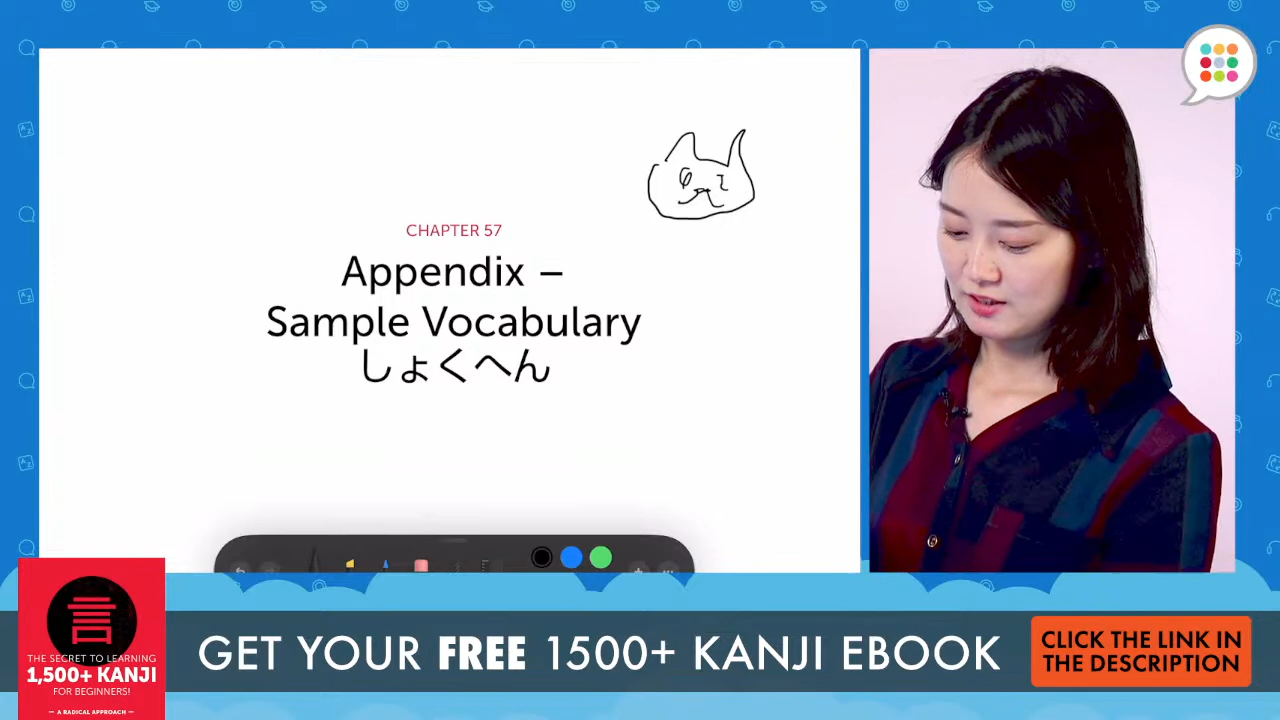 CHAPTER 57
Appendix –
Sample Vocabulary
しょくへん
言
THE SECRET TO LEARNING
1,500+ KANJI
FOR BEGINNERS!
— A RADICAL APPROACH —
GET YOUR FREE 1500+ KANJI EBOOK
CLICK THE LINK IN
THE DESCRIPTION